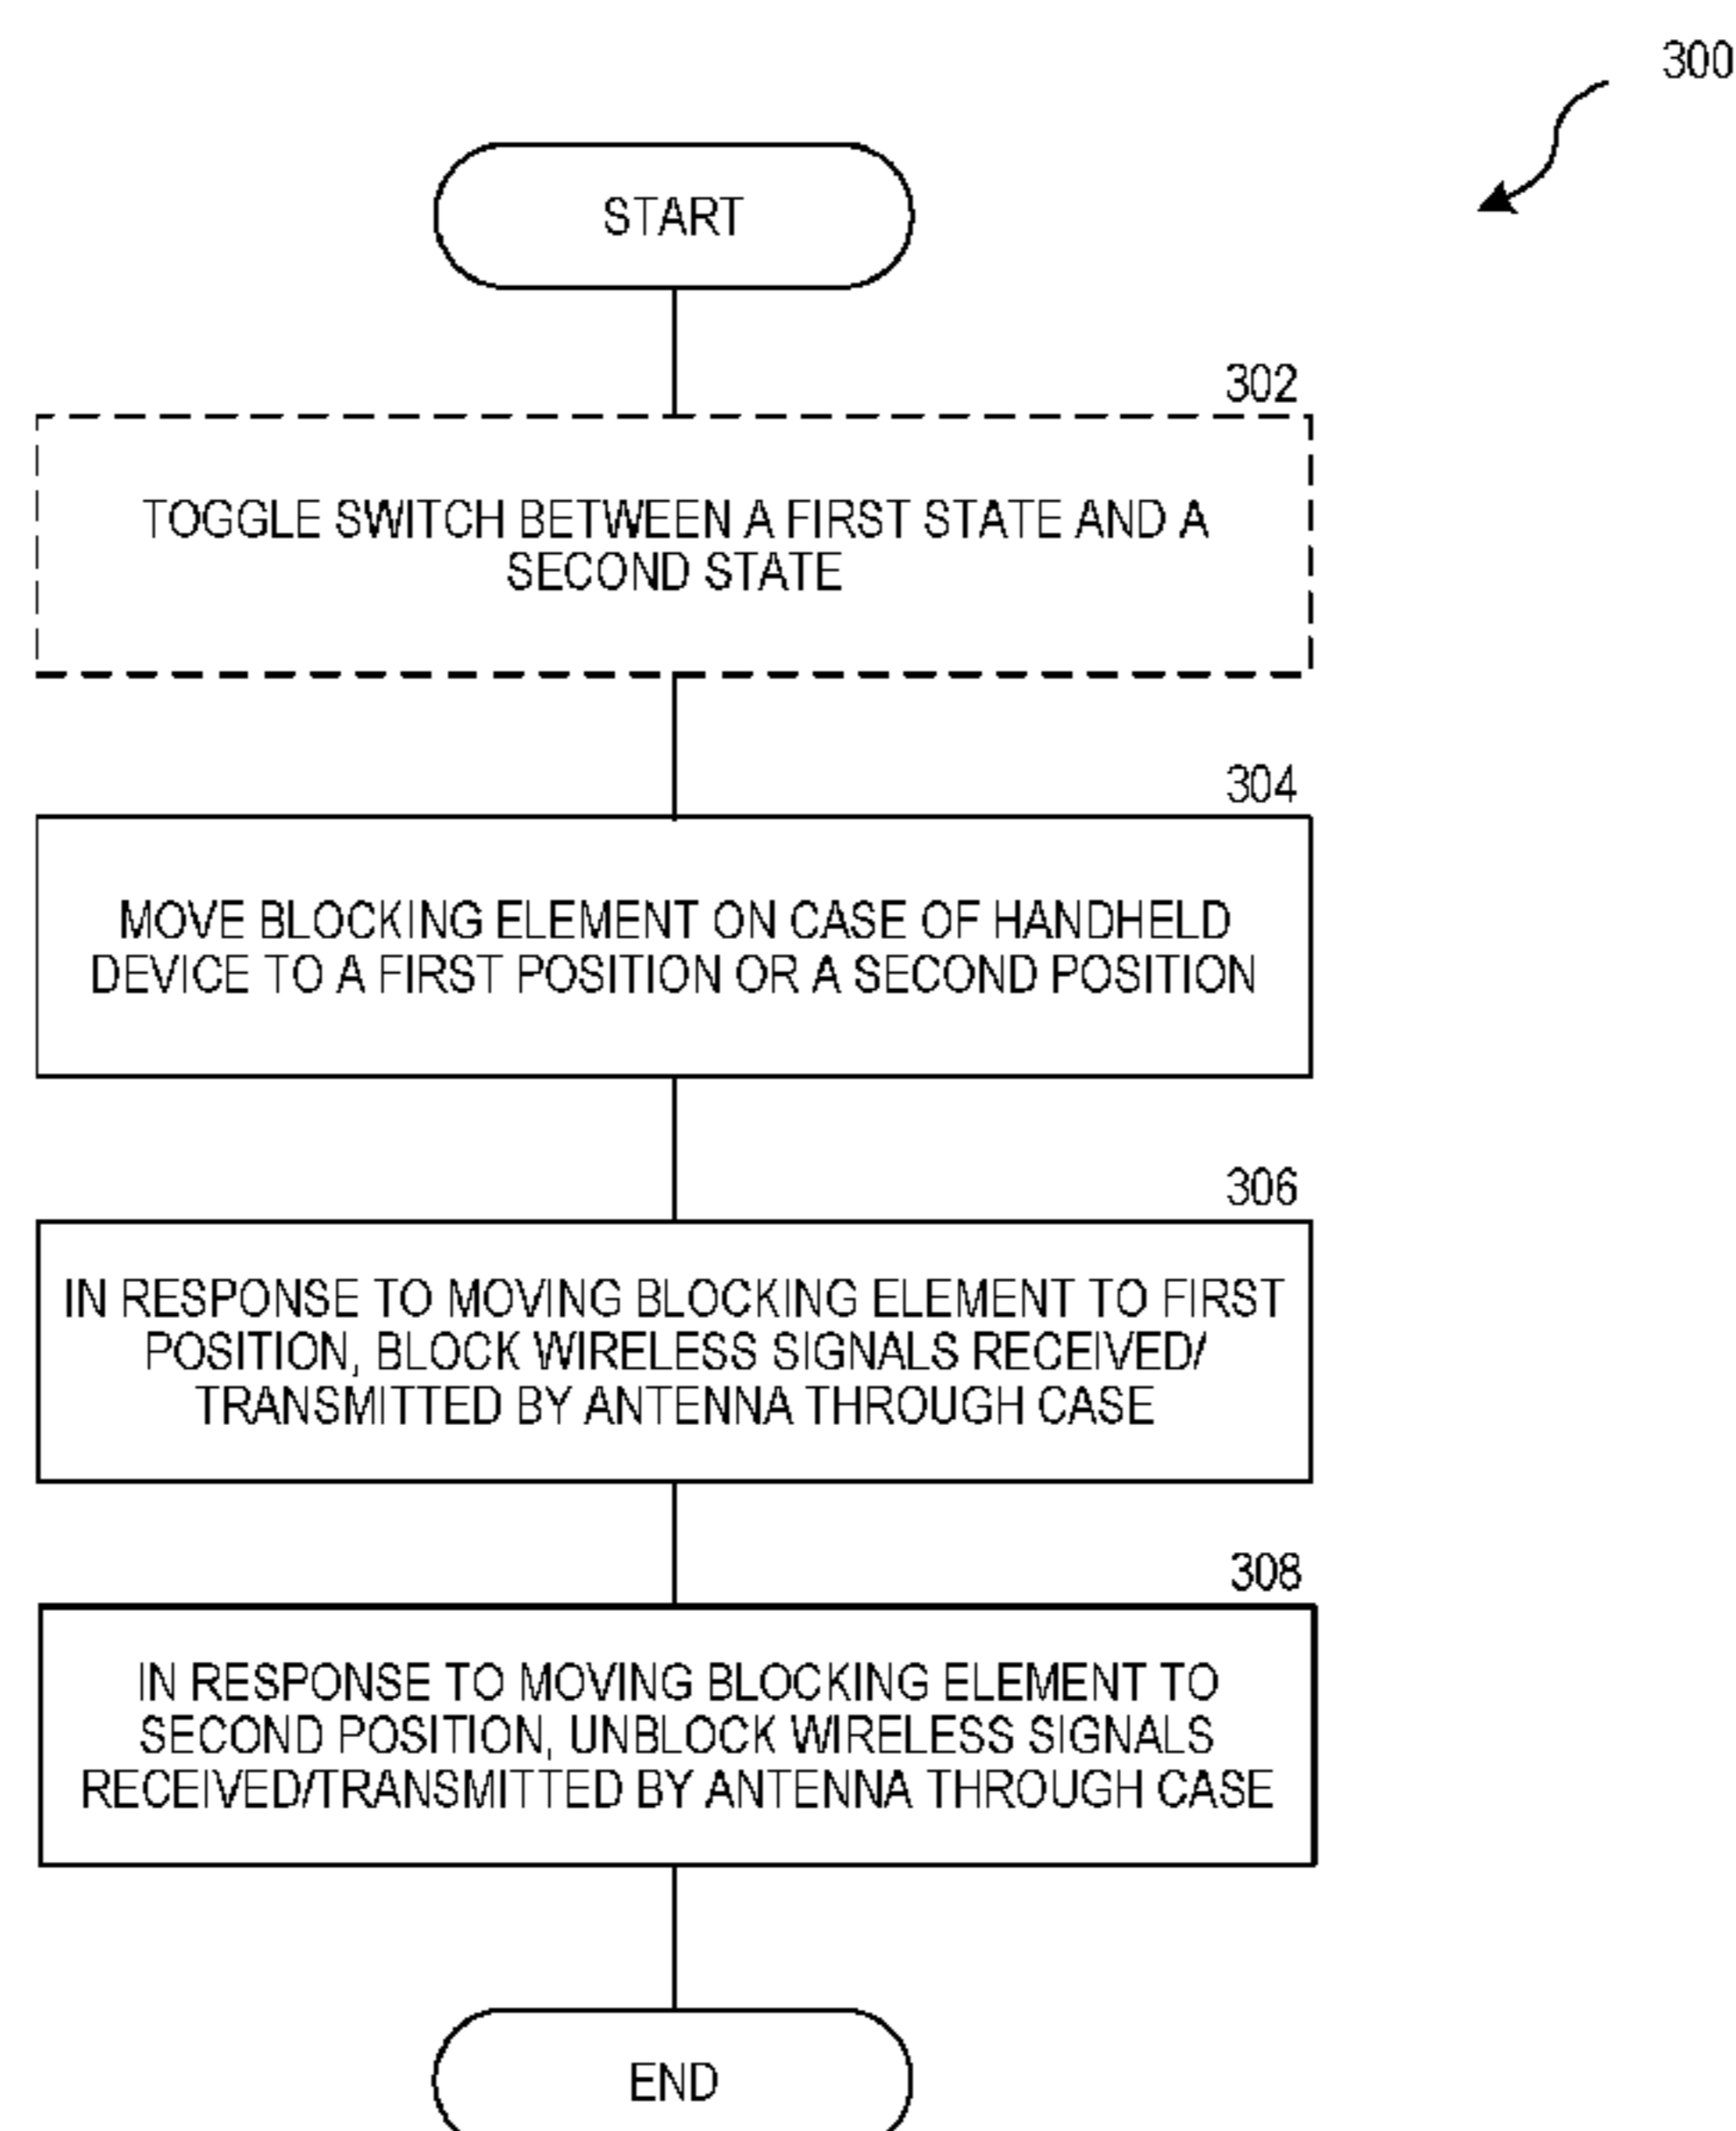 300
START
302
TOGGLE SWITCH BETWEEN A FIRST STATE AND A
SECOND STATE
304
MOVE BLOCKING ELEMENT ON CASE OF HANDHELD
DEVICE TO A FIRST POSITION OR A SECOND POSITION
306
IN RESPONSE TO MOVING BLOCKING ELEMENT TO FIRST
POSITION, BLOCK WIRELESS SIGNALS RECEIVED/
TRANSMITTED BY ANTENNA THROUGH CASE
308
IN RESPONSE TO MOVING BLOCKING ELEMENT TO
SECOND POSITION, UNBLOCK WIRELESS SIGNALS
RECEIVED/TRANSMITTED BY ANTENNA THROUGH CASE
END